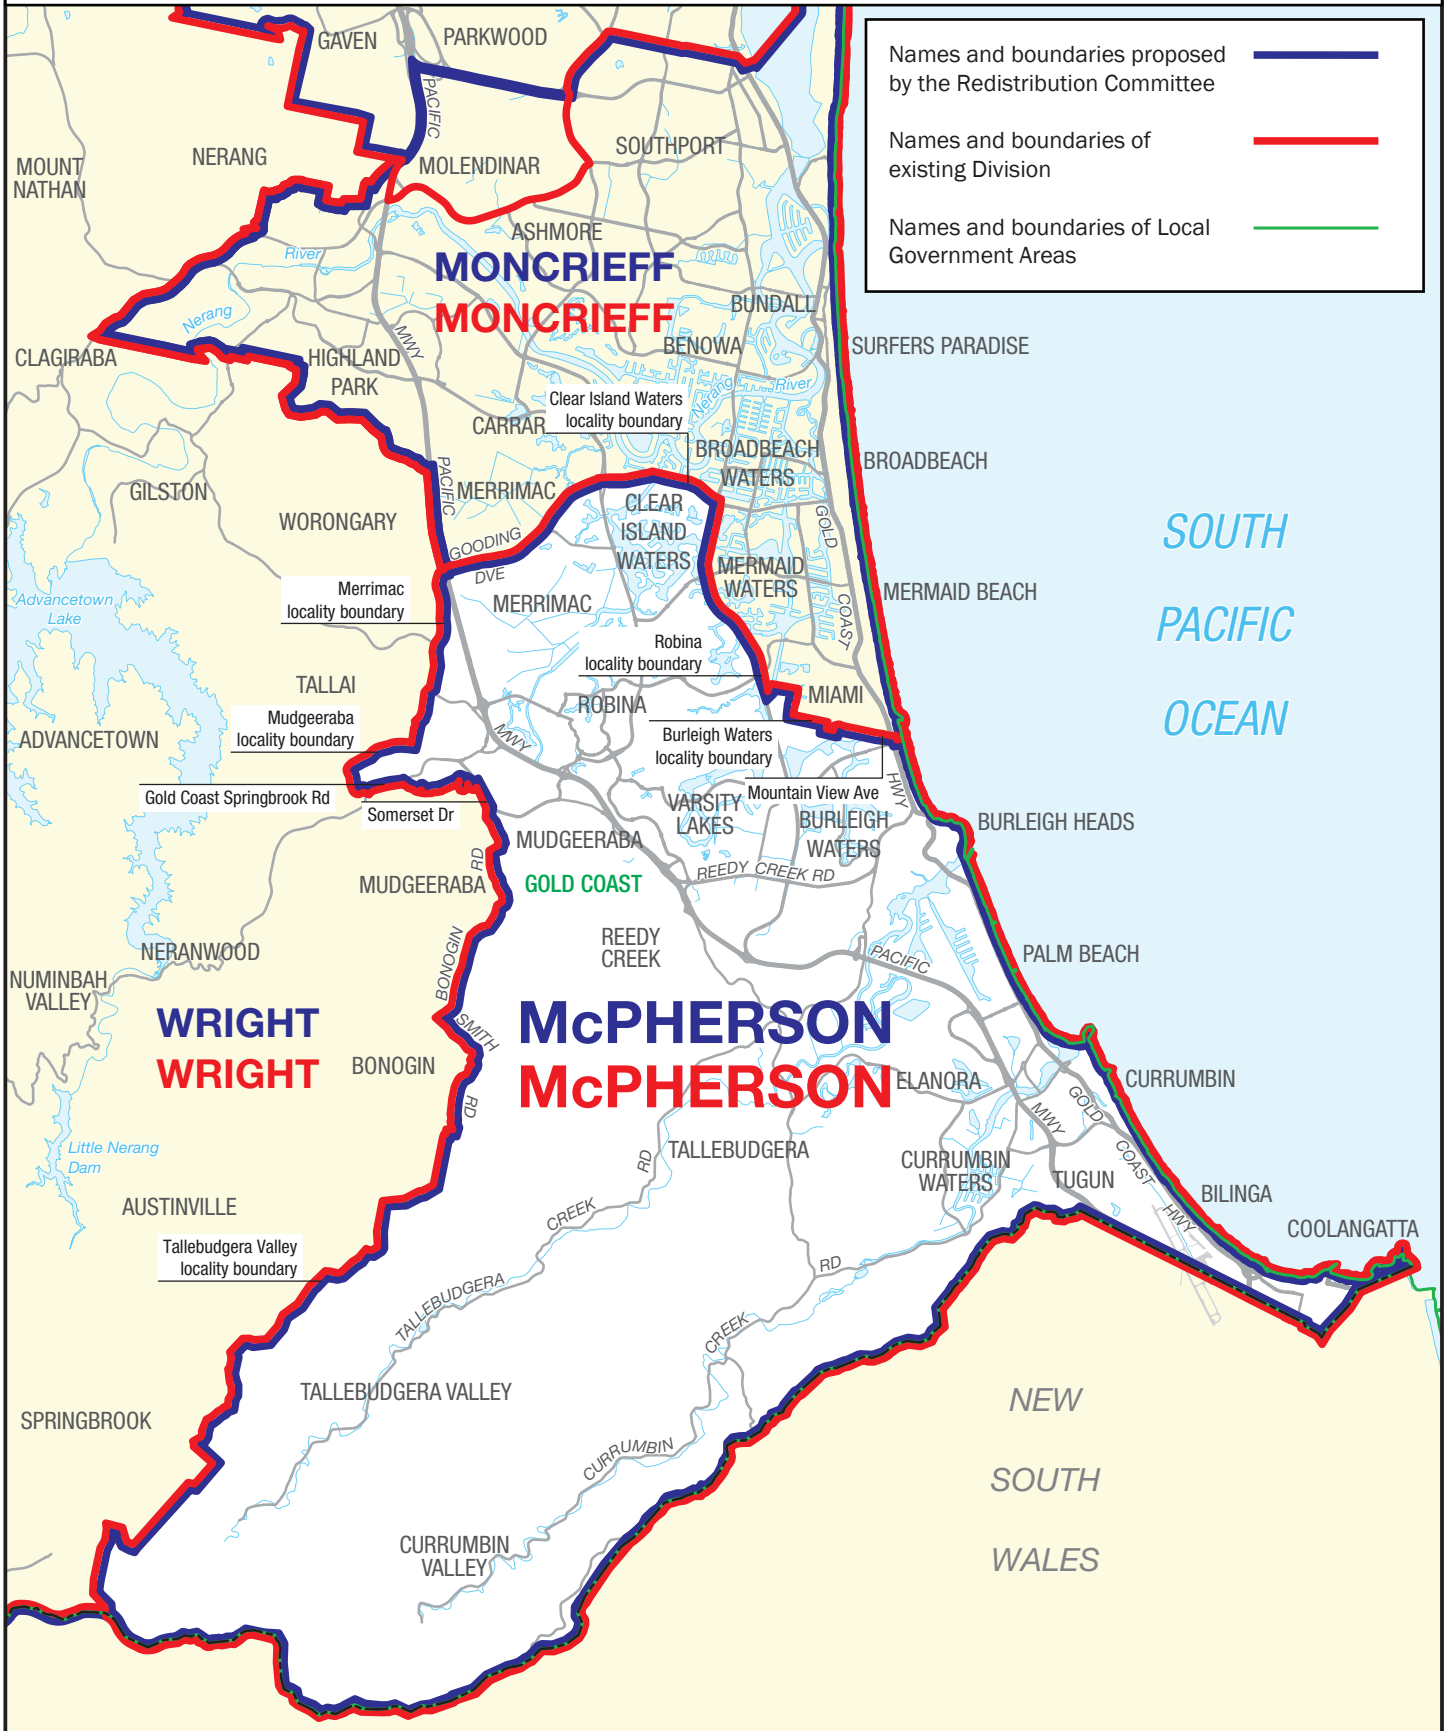 Names and boundaries proposed
by the Redistribution Committee
Names and boundaries of
existing Division
Names and boundaries of Local
Government Areas
GAVEN
PARKWOOD
PACIFIC
MOUNT
NATHAN
NERANG
MOLENDINAR
SOUTHPORT
ASHMORE
River
MONCRIEFF
MONCRIEFF
BUNDALL
Nerang
MWY
BENOWA
SURFERS PARADISE
CLAGIRABA
HIGHLAND
PARK
Clear Island Waters
locality boundary
Nerang
River
CARRAR
BROADBEACH
WATERS
BROADBEACH
PACIFIC
MERRIMAC
GILSTON
WORONGARY
CLEAR
ISLAND
WATERS
GOLD
SOUTH
PACIFIC
OCEAN
GOODING
DVE
MERMAID
WATERS
MERMAID BEACH
Merrimac
locality boundary
MERRIMAC
COAST
Advancetown
Lake
Robina
locality boundary
TALLAI
ROBINA
MIAMI
Mudgeeraba
locality boundary
ADVANCETOWN
MWY
Burleigh Waters
locality boundary
Gold Coast Springbrook Rd
Mountain View Ave
HWY
Somerset Dr
VARSITY
LAKES
BURLEIGH
WATERS
BURLEIGH HEADS
MUDGEERABA
RD
MUDGEERABA
GOLD COAST
REEDY CREEK RD
NERANWOOD
BONOGIN
REEDY
CREEK
PACIFIC
PALM BEACH
NUMINBAH
VALLEY
WRIGHT
WRIGHT
SMITH
McPHERSON
McPHERSON
BONOGIN
RD
ELANORA
CURRUMBIN
MWY
GOLD
COAST
HWY
Little Nerang
Dam
TALLEBUDGERA
RD
CURRUMBIN
WATERS
TUGUN
BILINGA
AUSTINVILLE
CREEK
COOLANGATTA
Tallebudgera Valley
locality boundary
TALLEBUDGERA
RD
CREEK
TALLEBUDGERA VALLEY
NEW
SOUTH
WALES
SPRINGBROOK
CURRUMBIN
CURRUMBIN
VALLEY